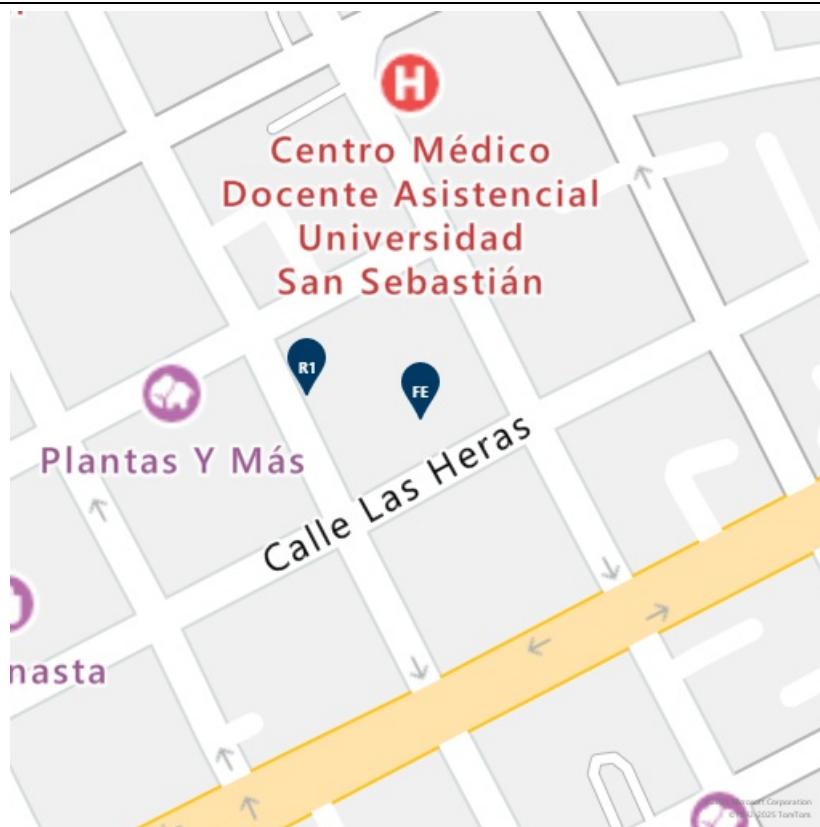 H
Centro Médico
Docente Asistencial
Universidad
San Sebastián
R1
FE
Plantas Y Más
Calle Las Heras
nasta